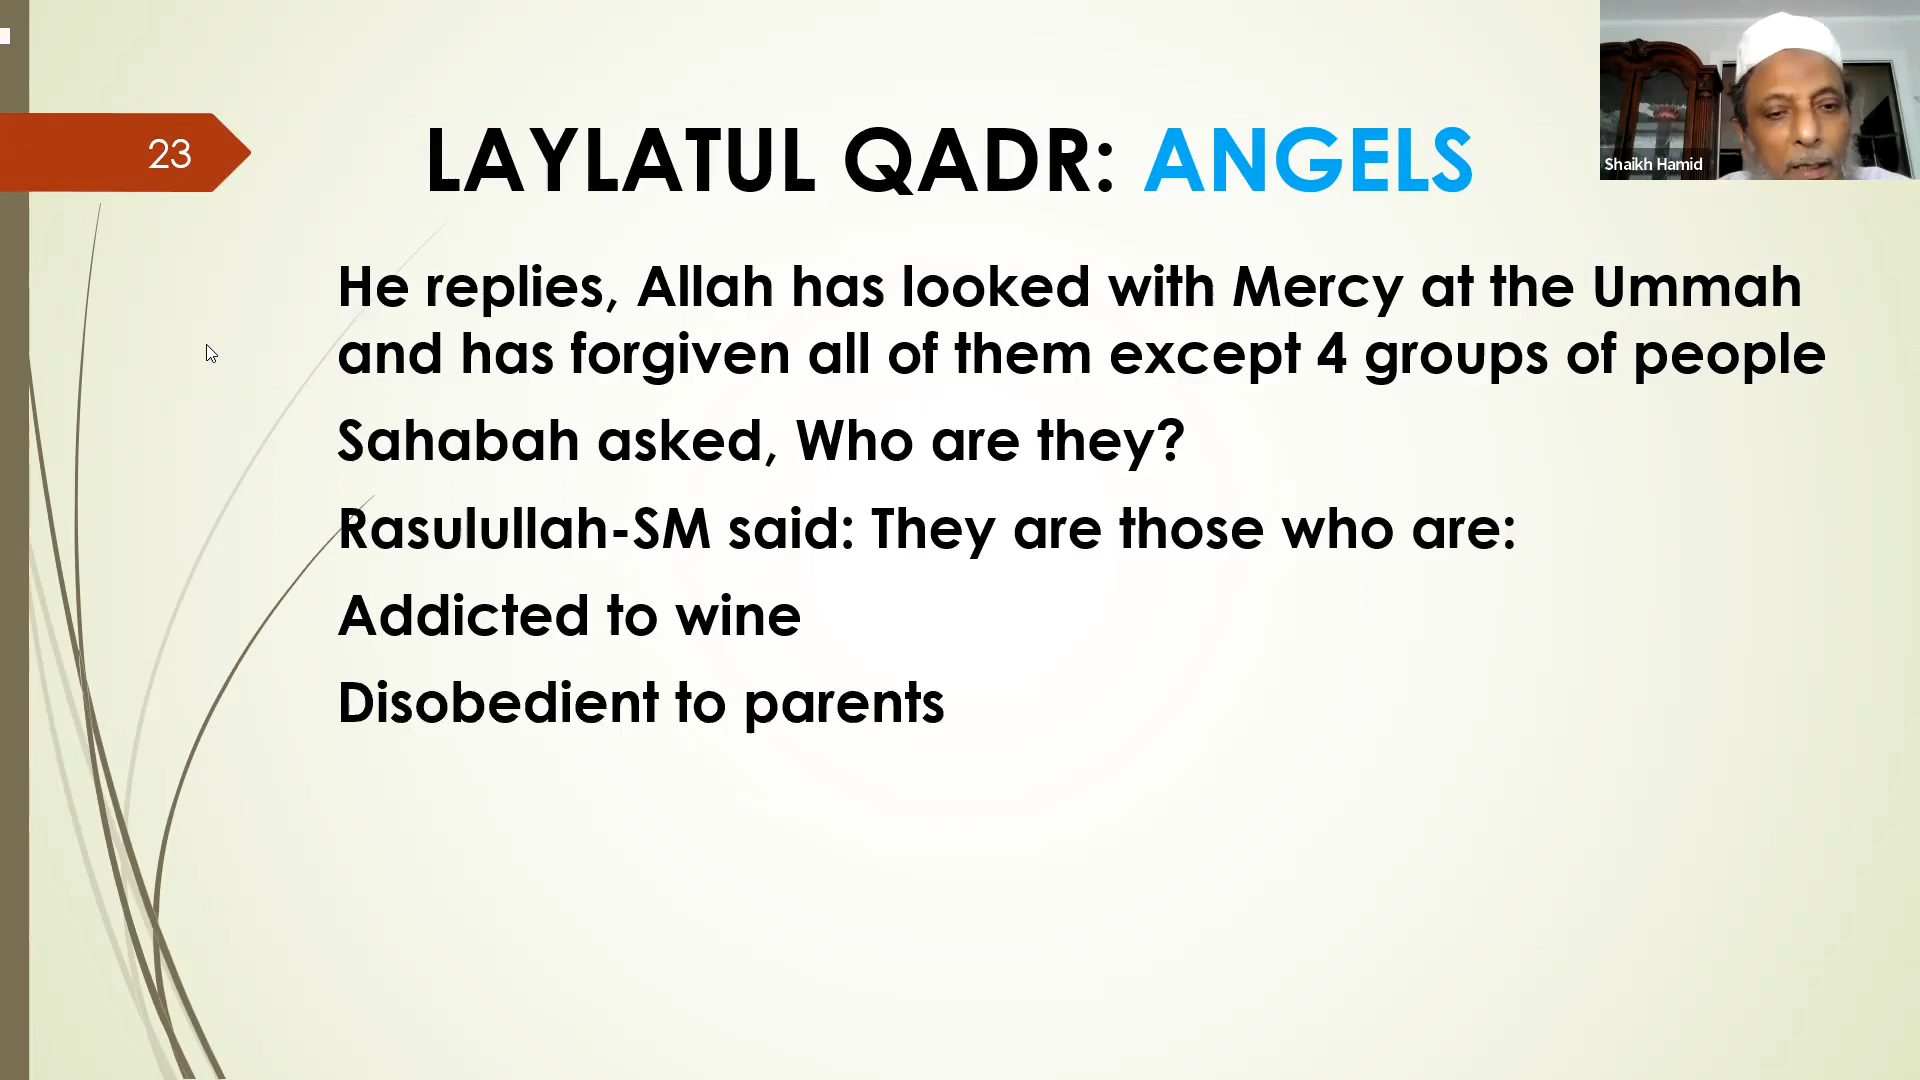 23
LAYLATUL QADR: ANGELS
Shaikh Hamid
He replies, Allah has looked with Mercy at the Ummah
and has forgiven all of them except 4 groups of people
Sahabah asked, Who are they?
Rasulullah-SM said: They are those who are:
Addicted to wine
Disobedient to parents